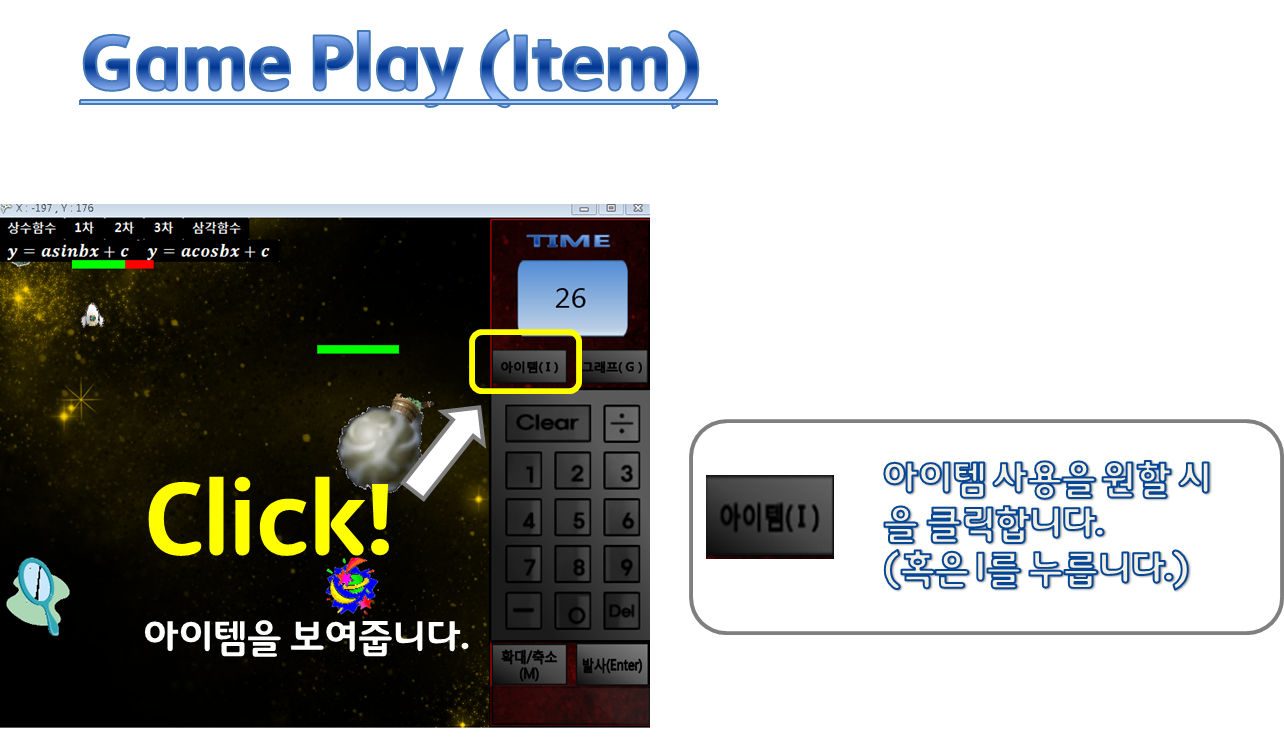 Game Play (Item)
X : -197 , Y : 176
상수함수 1차 2차 3차 삼각함수
y = asinbx + c y = acosbx + c
TIME
26
아이템( I ) 그래프( G )
Clear ÷
1 2 3
4 5 6
7 8 9
— 0 Del
확대/축소
(M)
발사(Enter)
Click!
아이템을 보여줍니다.
아이템( I )
아이템 사용을 원할 시
을 클릭합니다.
(혹은 I를 누릅니다.)